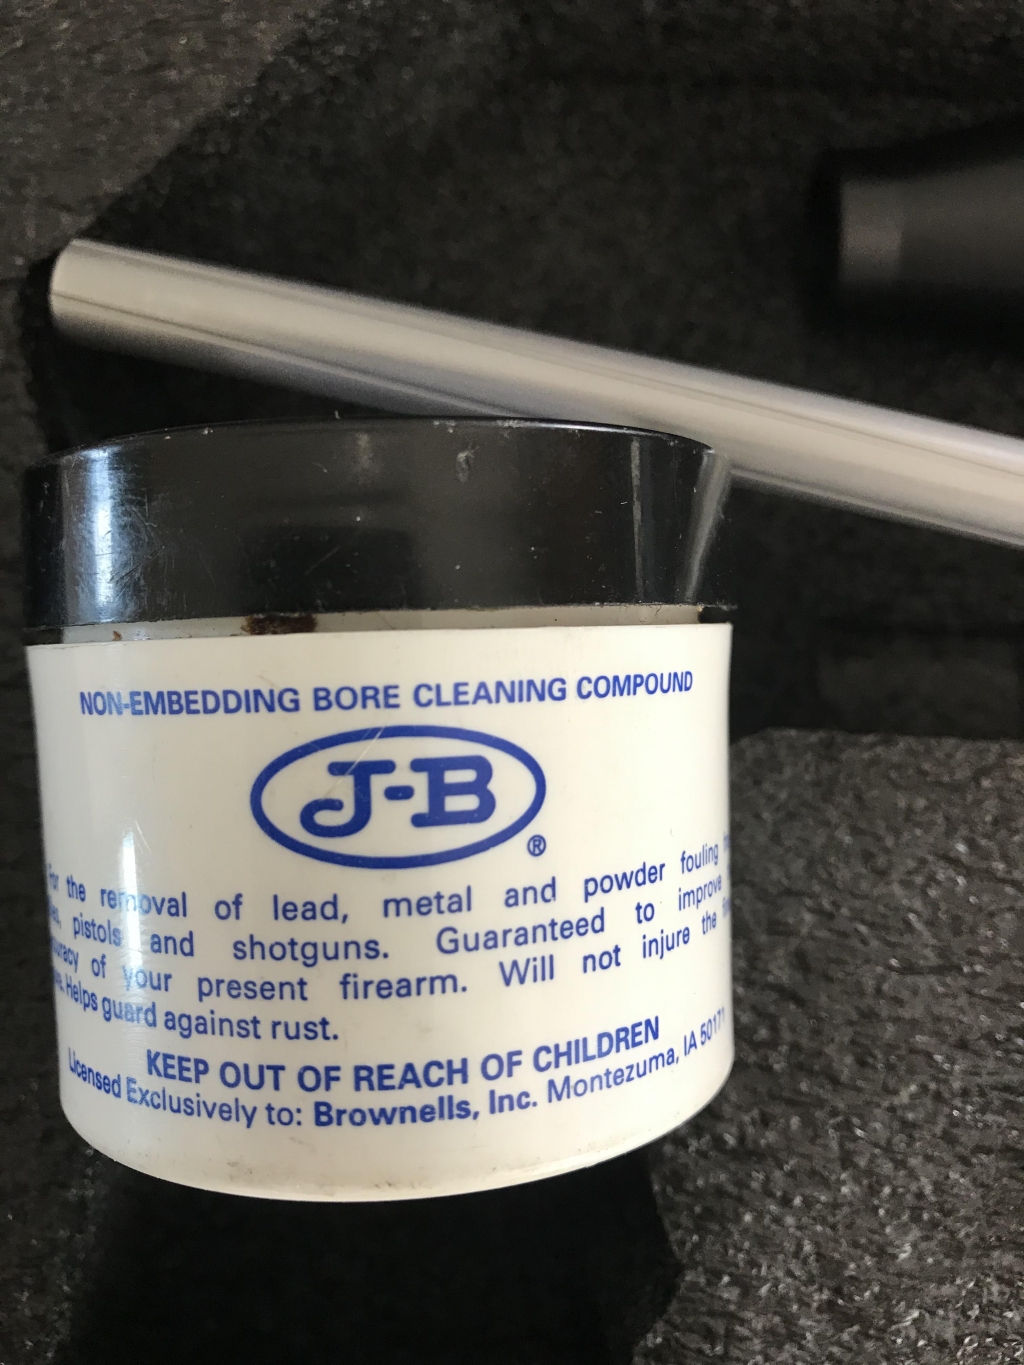 NON-EMBEDDING BORE CLEANING COMPOUND
J-B
®
For the removal of lead, metal and powder fouling
pistols and shotguns. Guaranteed to improve
of your present firearm. Will not injure the
Helps guard against rust.
KEEP OUT OF REACH OF CHILDREN
Licensed Exclusively to: Brownells, Inc. Montezuma, IA 50171